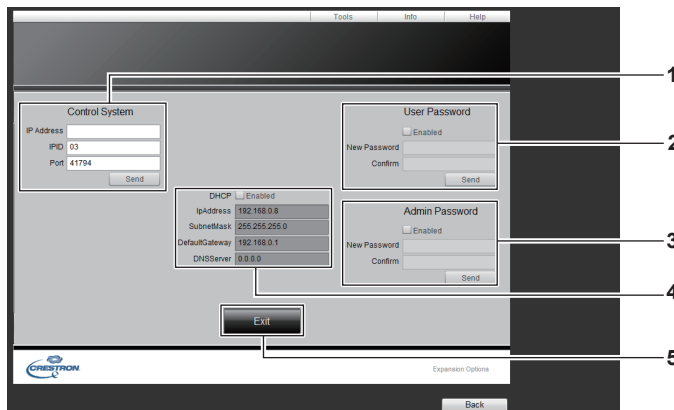 Tools Info Help
1
Control System
IP Address
IPID 03
Port 41794
Send
User Password
Enabled
New Password
Confirm
Send
2
DHCP Enabled
IpAddress 192.168.0.8
SubnetMask 255.255.255.0
DefaultGateway 192.168.0.1
DNSServer 0.0.0.0
Admin Password
Enabled
New Password
Confirm
Send
3
4
Exit
5
CRESTRON
Expansion Options
Back